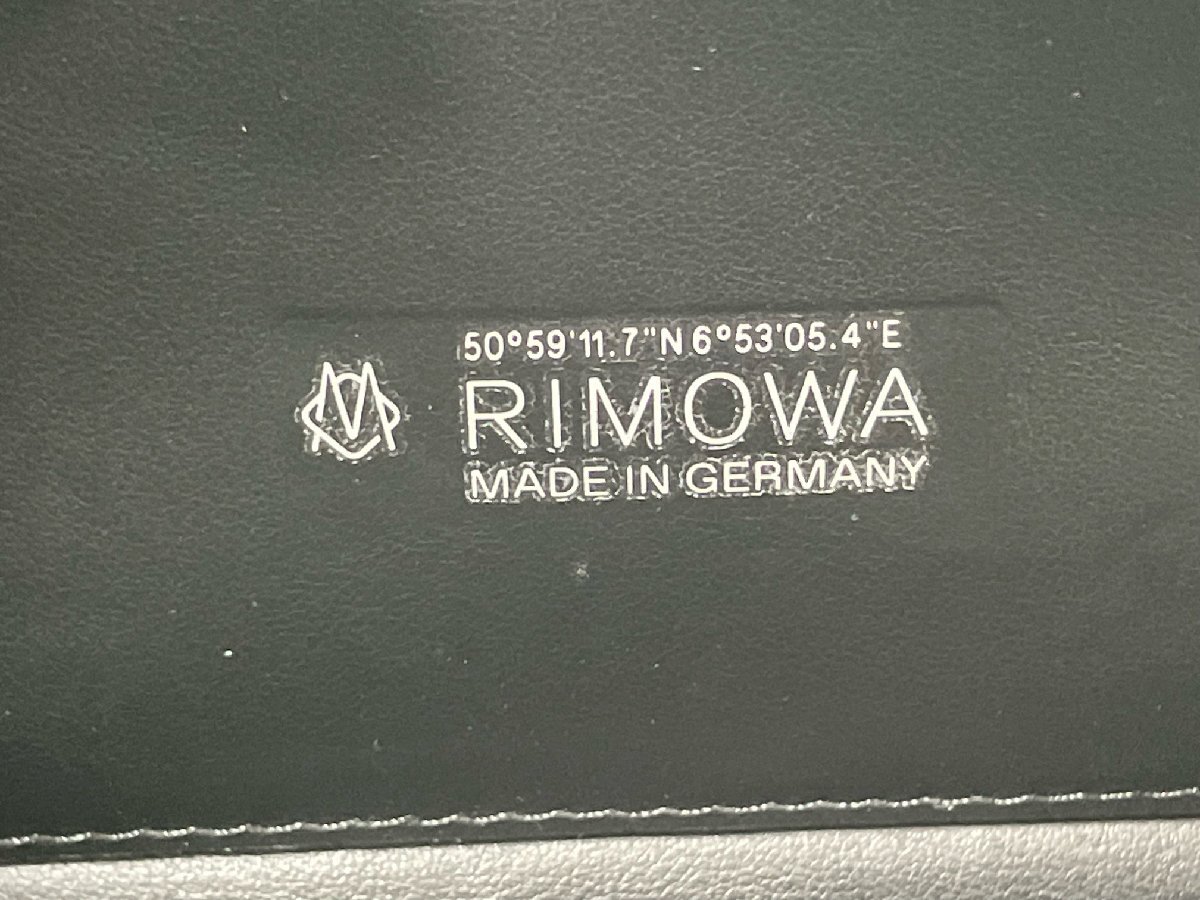 50°59'11.7"N 6°53'05.4"E
RIMOWA
MADE IN GERMANY